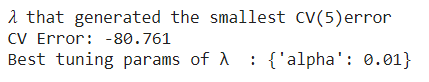 λ that generated the smallest CV(5)error
CV Error: -80.761
Best tuning params of λ  : {'alpha': 0.01}